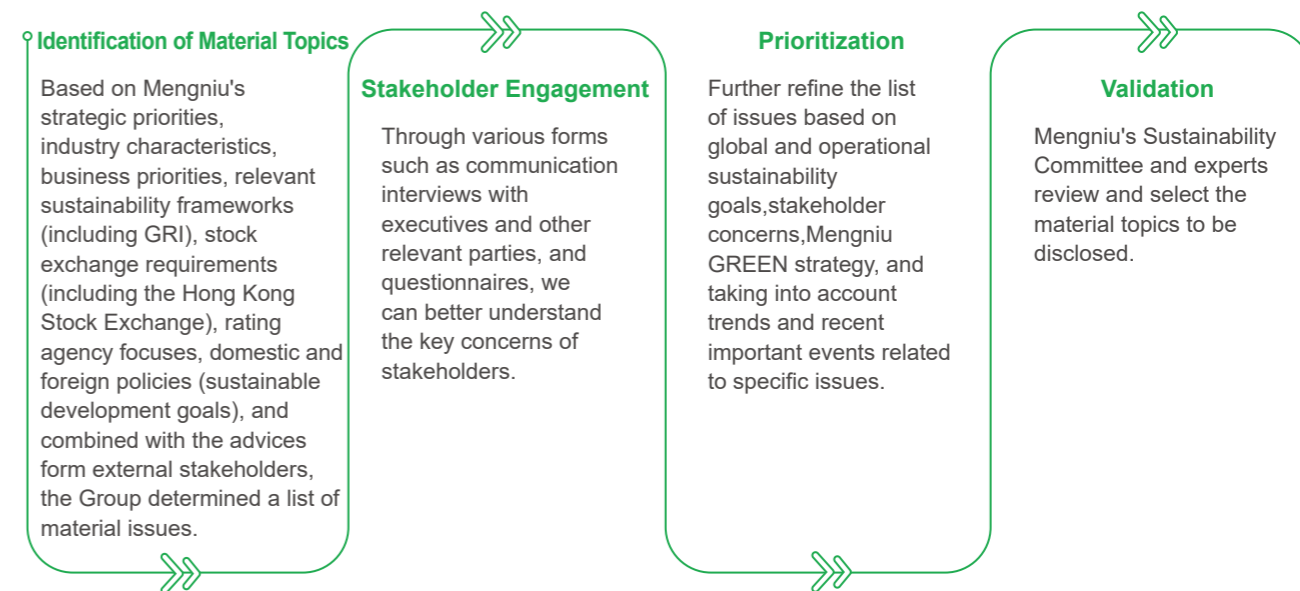 Identification of Material Topics
Based on Mengniu's
strategic priorities,
industry characteristics,
business priorities, relevant
sustainability frameworks
(including GRI), stock
exchange requirements
(including the Hong Kong
Stock Exchange), rating
agency focuses, domestic and
foreign policies (sustainable
development goals), and
combined with the advices
form external stakeholders,
the Group determined a list of
material issues.
Stakeholder Engagement
Through various forms
such as communication
interviews with
executives and other
relevant parties, and
questionnaires, we
can better understand
the key concerns of
stakeholders.
Prioritization
Further refine the list
of issues based on
global and operational
sustainability
goals,stakeholder
concerns,Mengniu
GREEN strategy, and
taking into account
trends and recent
important events related
to specific issues.
Validation
Mengniu's Sustainability
Committee and experts
review and select the
material topics to be
disclosed.